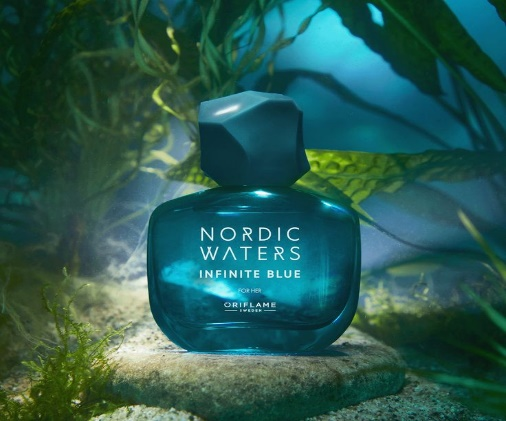 NORDIC
WATERS
INFINITE BLUE
FOR HER
ORIFLAME
SWEDEN